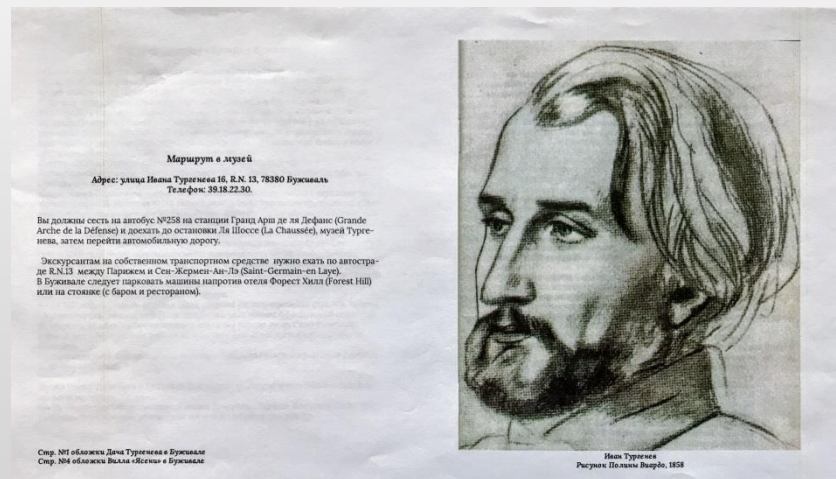 Маршрут в музей
Адрес: улица Ивана Тургенева 16, R.N. 13, 78380 Буживаль
Телефон: 39.18.22.30.
Вы должны сесть на автобус №258 на станции Гранд Арш де ля Дефанс (Grande
Arche de la Défense) и доехать до остановки Ля Шоссе (La Chaussée), музей Турге-
нева, затем перейти автомобильную дорогу.
Экскурсантам на собственном транспортном средстве нужно ехать по автостра-
де R.N.13 между Парижем и Сен-Жермен-Ан-Лэ (Saint-Germain-en Laye).
В Буживале следует парковать машины напротив отеля Форест Хилл (Forest Hill)
или на стоянке (с баром и рестораном).
Стр. №1 обложки Дача Тургенева в Буживале
Стр. №4 обложки Вилла «Ясени» в Буживале
Иван Тургенев
Рисунок Полины Виардо, 1858